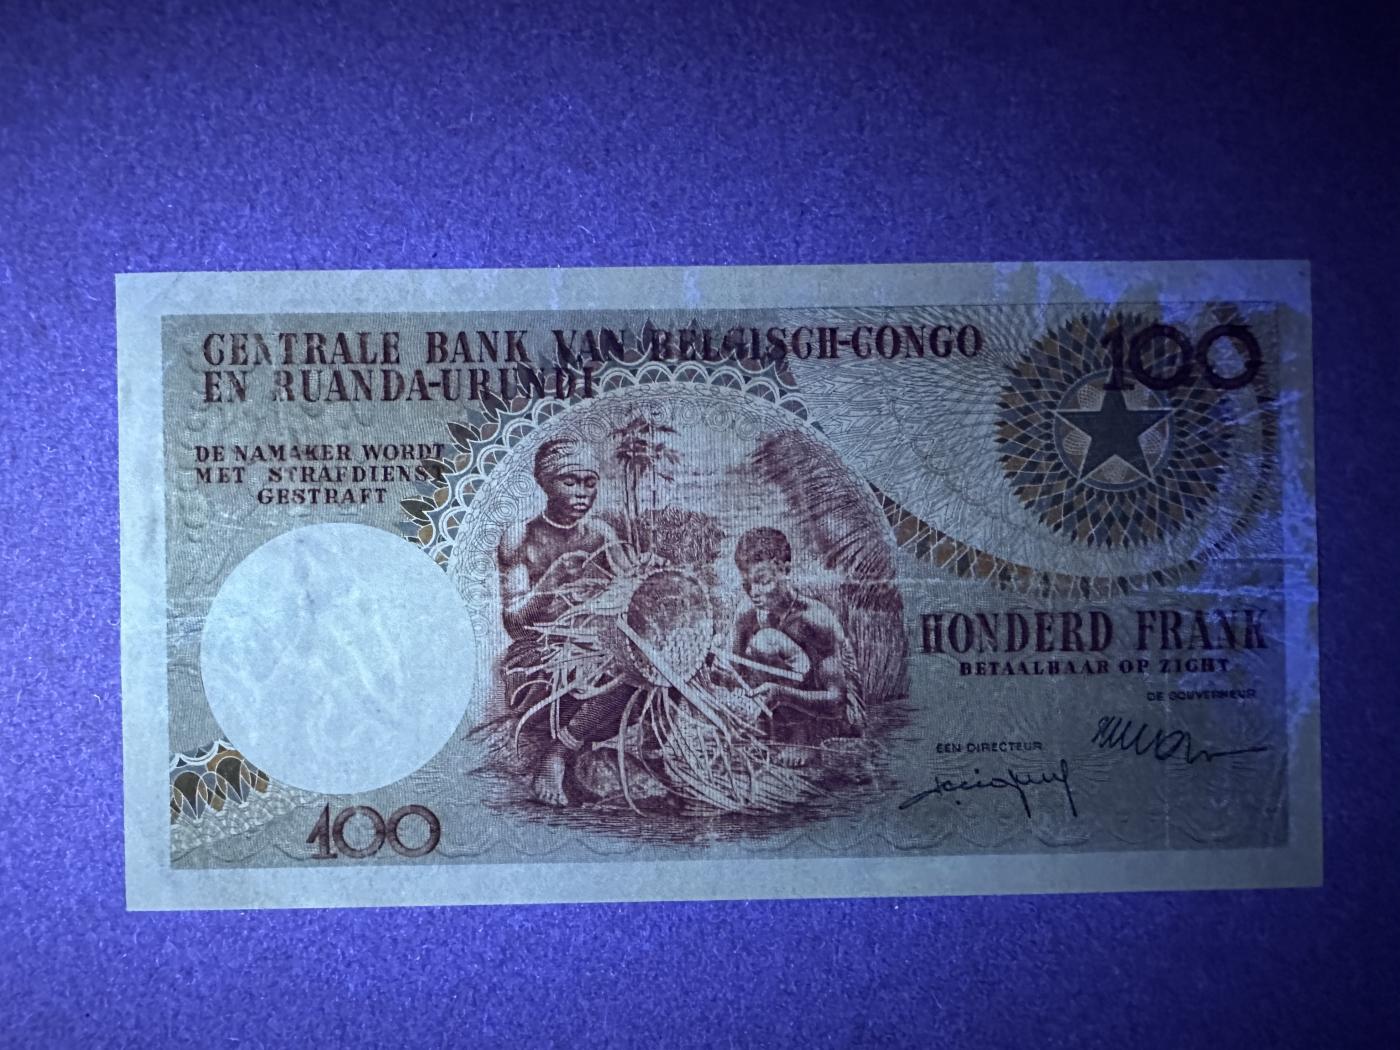 CENTRALE BANK VAN BELGISCH-CONGO
EN RUANDA-URUNDI
100
DE NAMAKER WORDT
MET STRAFDIENST
GESTRAFT
HONDERD FRANK
BETAALBAAR OP ZICHT
DE GOUVERNEUR
EEN DIRECTEUR
100